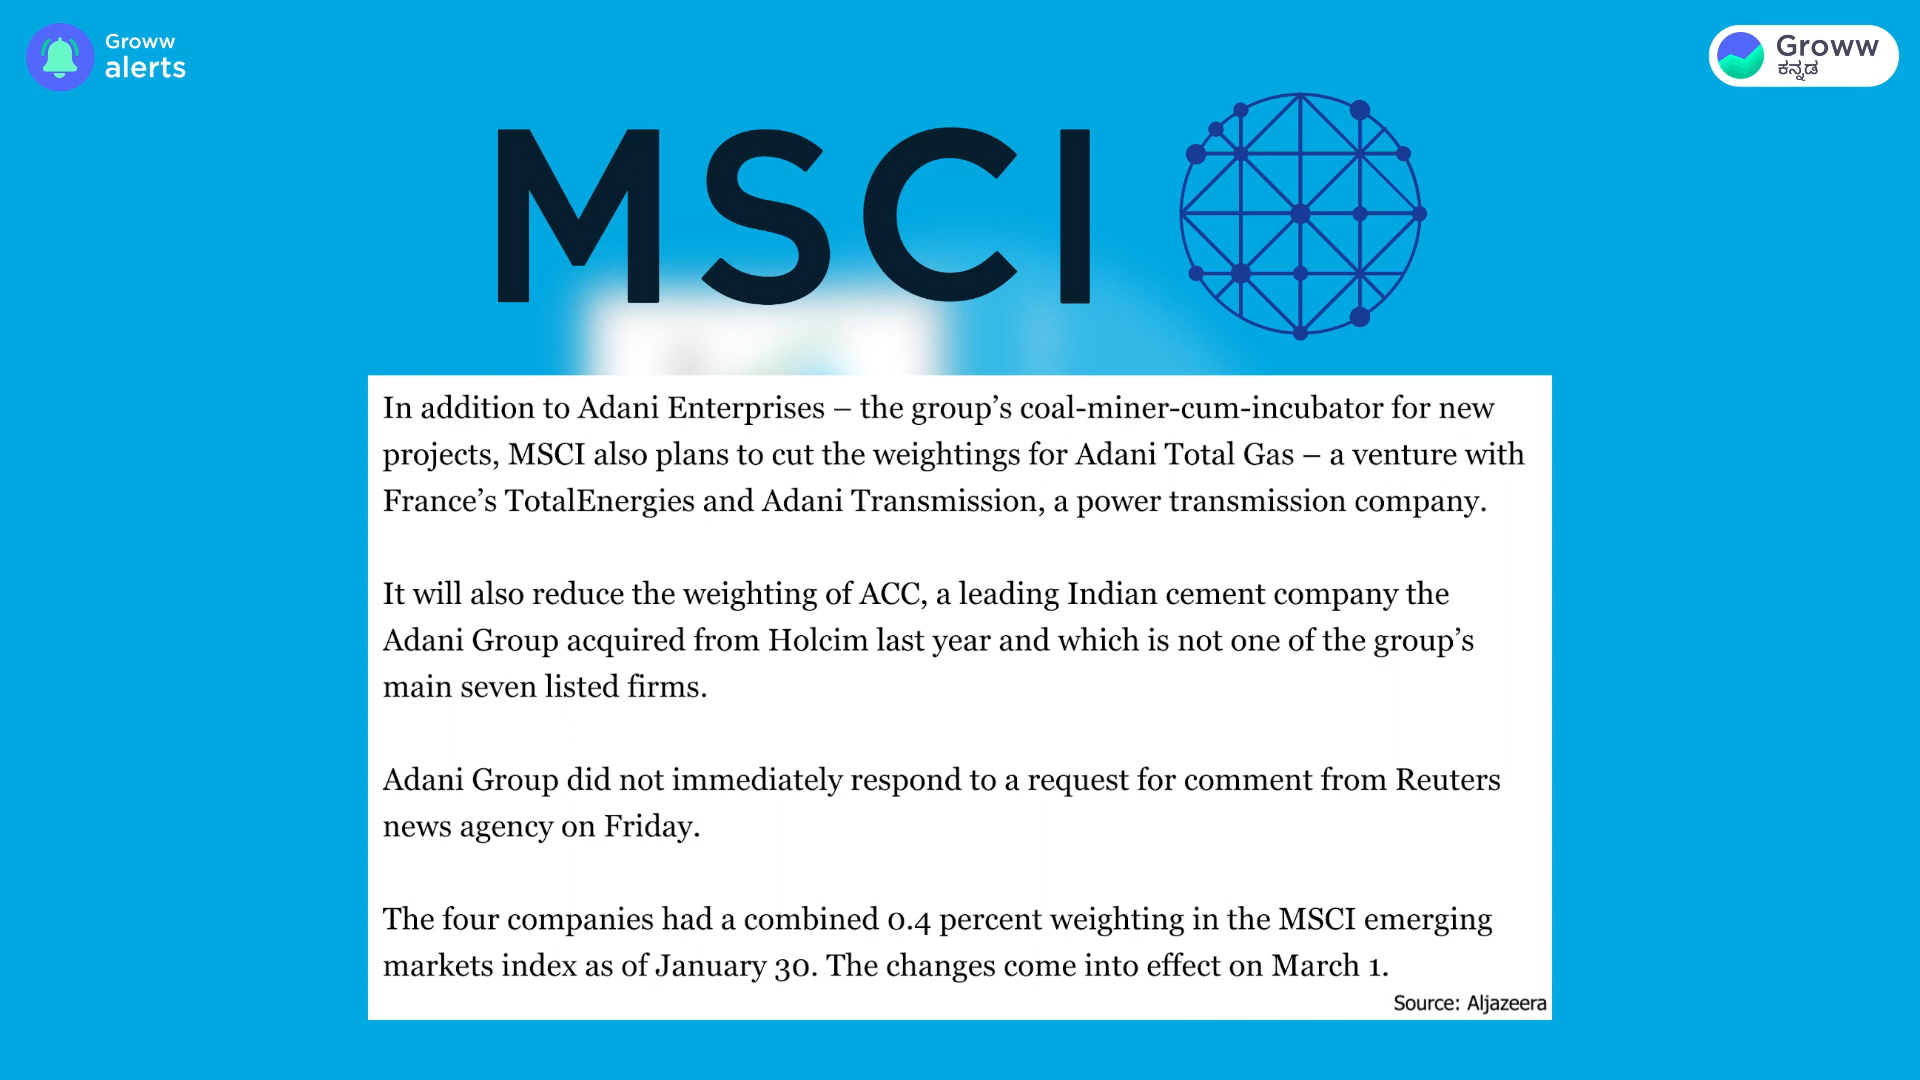 Groww
alerts
Groww
ಕನ್ನಡ
MSCI
In addition to Adani Enterprises – the group’s coal-miner-cum-incubator for new
projects, MSCI also plans to cut the weightings for Adani Total Gas – a venture with
France’s TotalEnergies and Adani Transmission, a power transmission company.
It will also reduce the weighting of ACC, a leading Indian cement company the
Adani Group acquired from Holcim last year and which is not one of the group’s
main seven listed firms.
Adani Group did not immediately respond to a request for comment from Reuters
news agency on Friday.
The four companies had a combined 0.4 percent weighting in the MSCI emerging
markets index as of January 30. The changes come into effect on March 1.
Source: Aljazeera